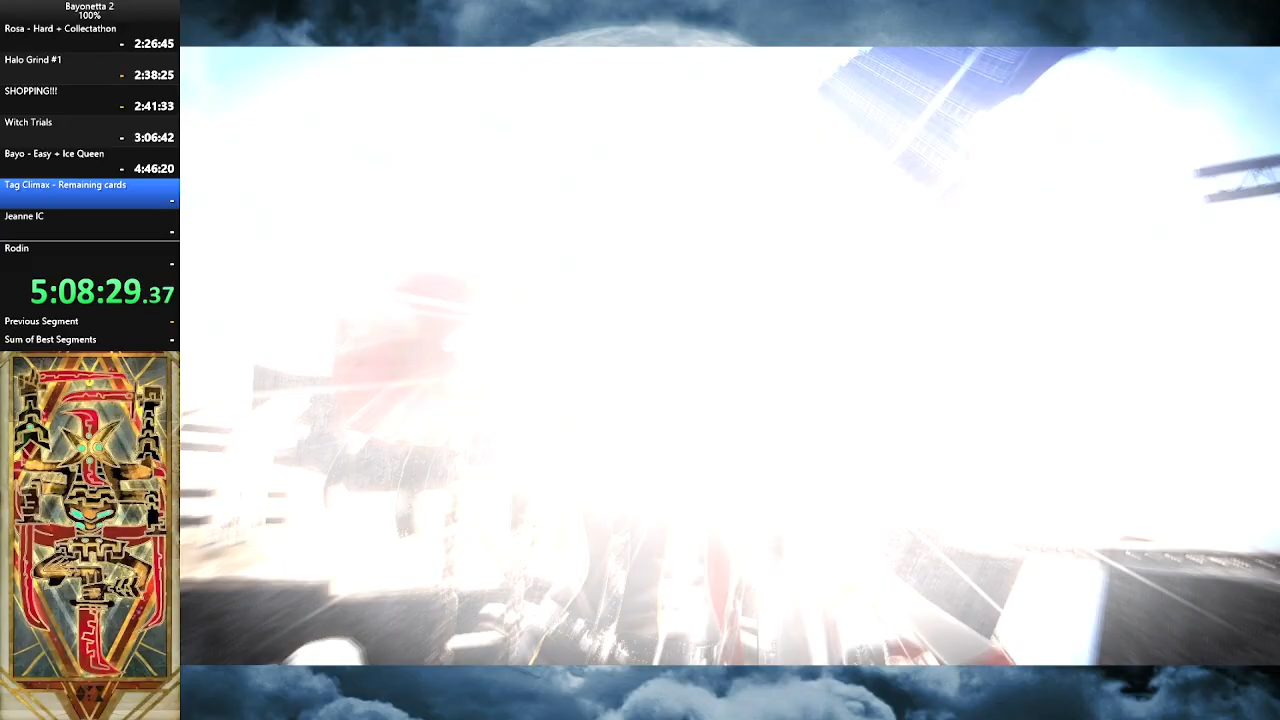 Bayonetta 2
100%
Rosa - Hard + Collectathon
- 2:26:45
Halo Grind #1
- 2:38:25
SHOPPING!!!
- 2:41:33
Witch Trials
- 3:06:42
Bayo - Easy + Ice Queen
- 4:46:20
Tag Climax - Remaining cards
-
Jeanne IC
-
Rodin
-
5:08:29.37
Previous Segment -
Sum of Best Segments -